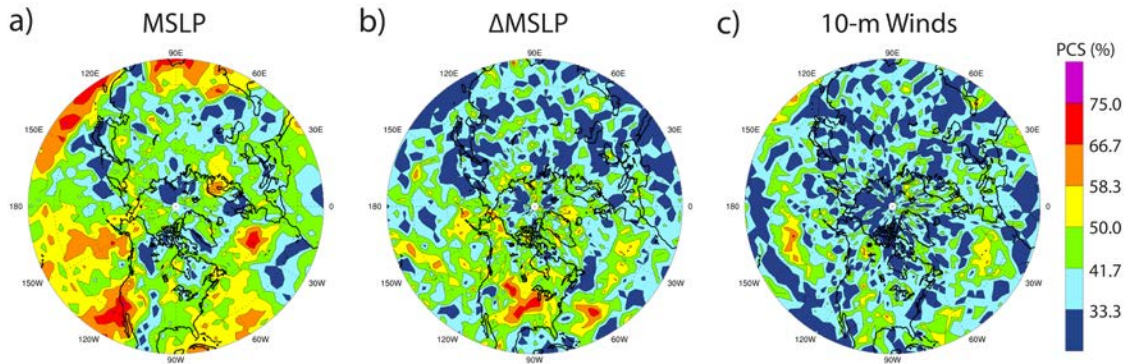 a) MSLP
b) ΔMSLP
c) 10-m Winds
PCS (%)
90E
120E
60E
150E
30E
180
0
150W
30W
120W
60W
90W
90E
120E
60E
150E
30E
180
0
150W
30W
120W
60W
90W
90E
120E
60E
150E
30E
180
0
150W
30W
120W
60W
90W
75.0
66.7
58.3
50.0
41.7
33.3